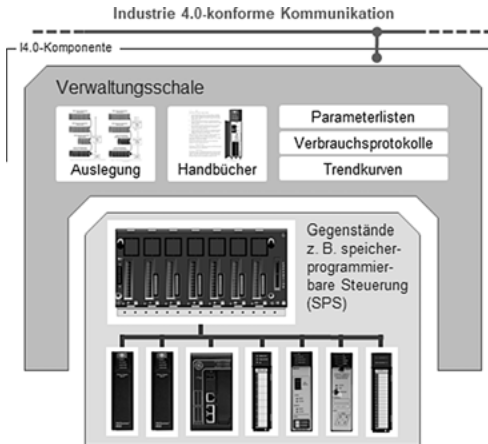 Industrie 4.0-konforme Kommunikation
I4.0-Komponente
Verwaltungsschale
Auslegung
Handbücher
Parameterlisten
Verbrauchsprotokolle
Trendkurven
Gegenstände
z. B. speicher-
programmier-
bare Steuerung
(SPS)